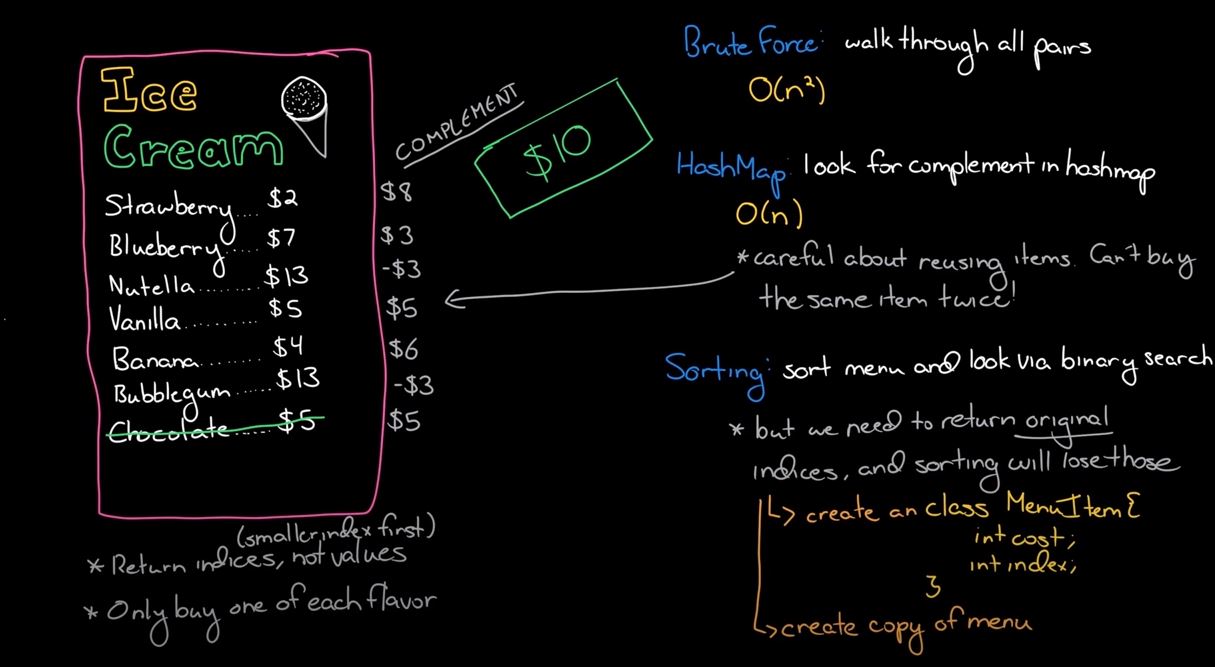 Ice
Cream
Strawberry.... $2
Blueberry..... $7
Nutella......... $13
Vanilla.......... $5
Banana........ $4
Bubblegum...... $13
Chocolate...... $5
(smaller index first)
* Return indices, not values
* Only buy one of each flavor
COMPLEMENT
$8
$3
-$3
$5
$6
-$3
$5
$10
Brute Force: walk through all pairs
O(n²)
HashMap: look for complement in hashmap
O(n)
*careful about reusing items. Can't buy
the same item twice!
Sorting: sort menu and look via binary search
* but we need to return original
indices, and sorting will lose those
↳ create an class MenuItem {
int cost;
int index;
}
↳ create copy of menu